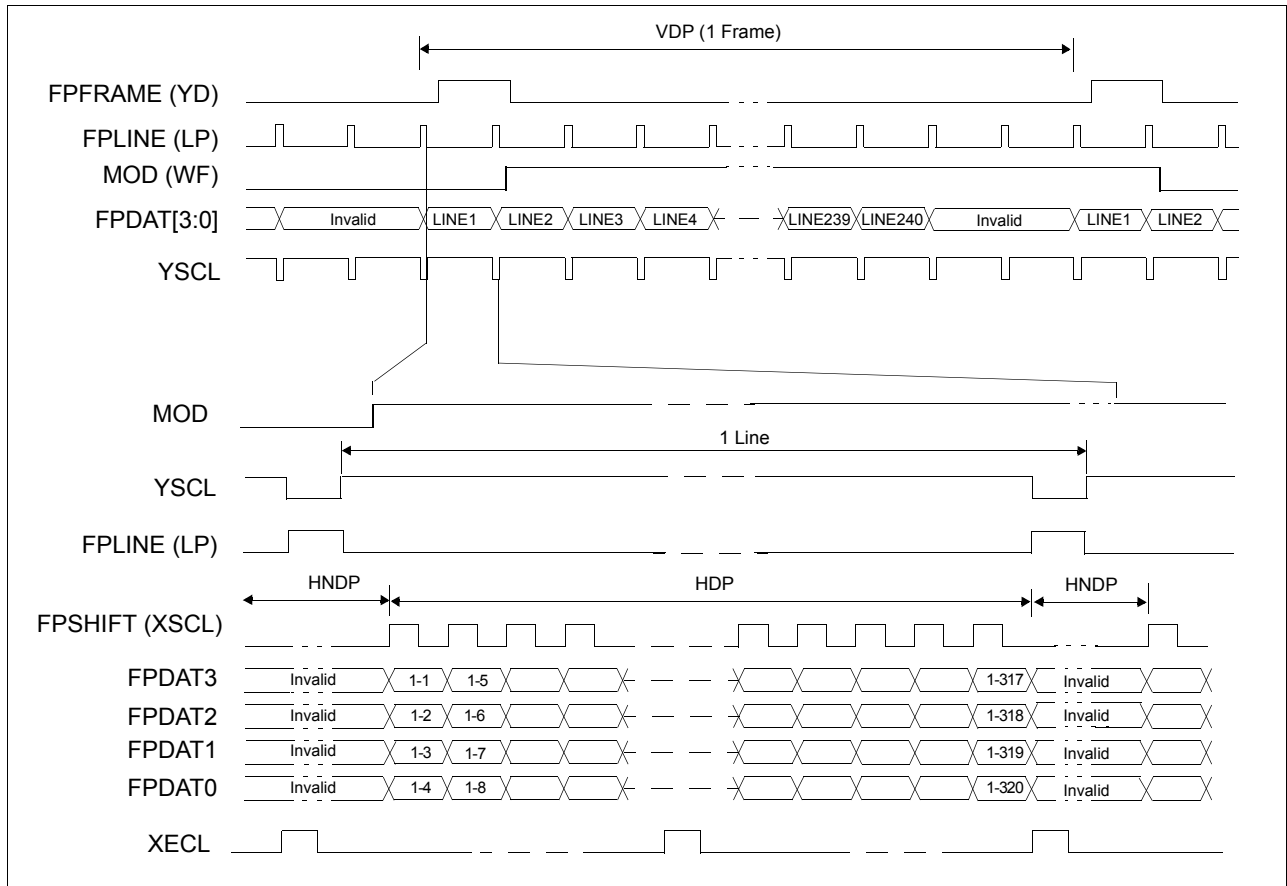 VDP (1 Frame)
FPFRAME (YD)
FPLINE (LP)
MOD (WF)
FPDAT[3:0] Invalid LINE1 LINE2 LINE3 LINE4 LINE239 LINE240 Invalid LINE1 LINE2
YSCL
MOD
1 Line
YSCL
FPLINE (LP)
HNDP HDP HNDP
FPSHIFT (XSCL)
FPDAT3 Invalid 1-1 1-5 1-317 Invalid
FPDAT2 Invalid 1-2 1-6 1-318 Invalid
FPDAT1 Invalid 1-3 1-7 1-319 Invalid
FPDAT0 Invalid 1-4 1-8 1-320 Invalid
XECL